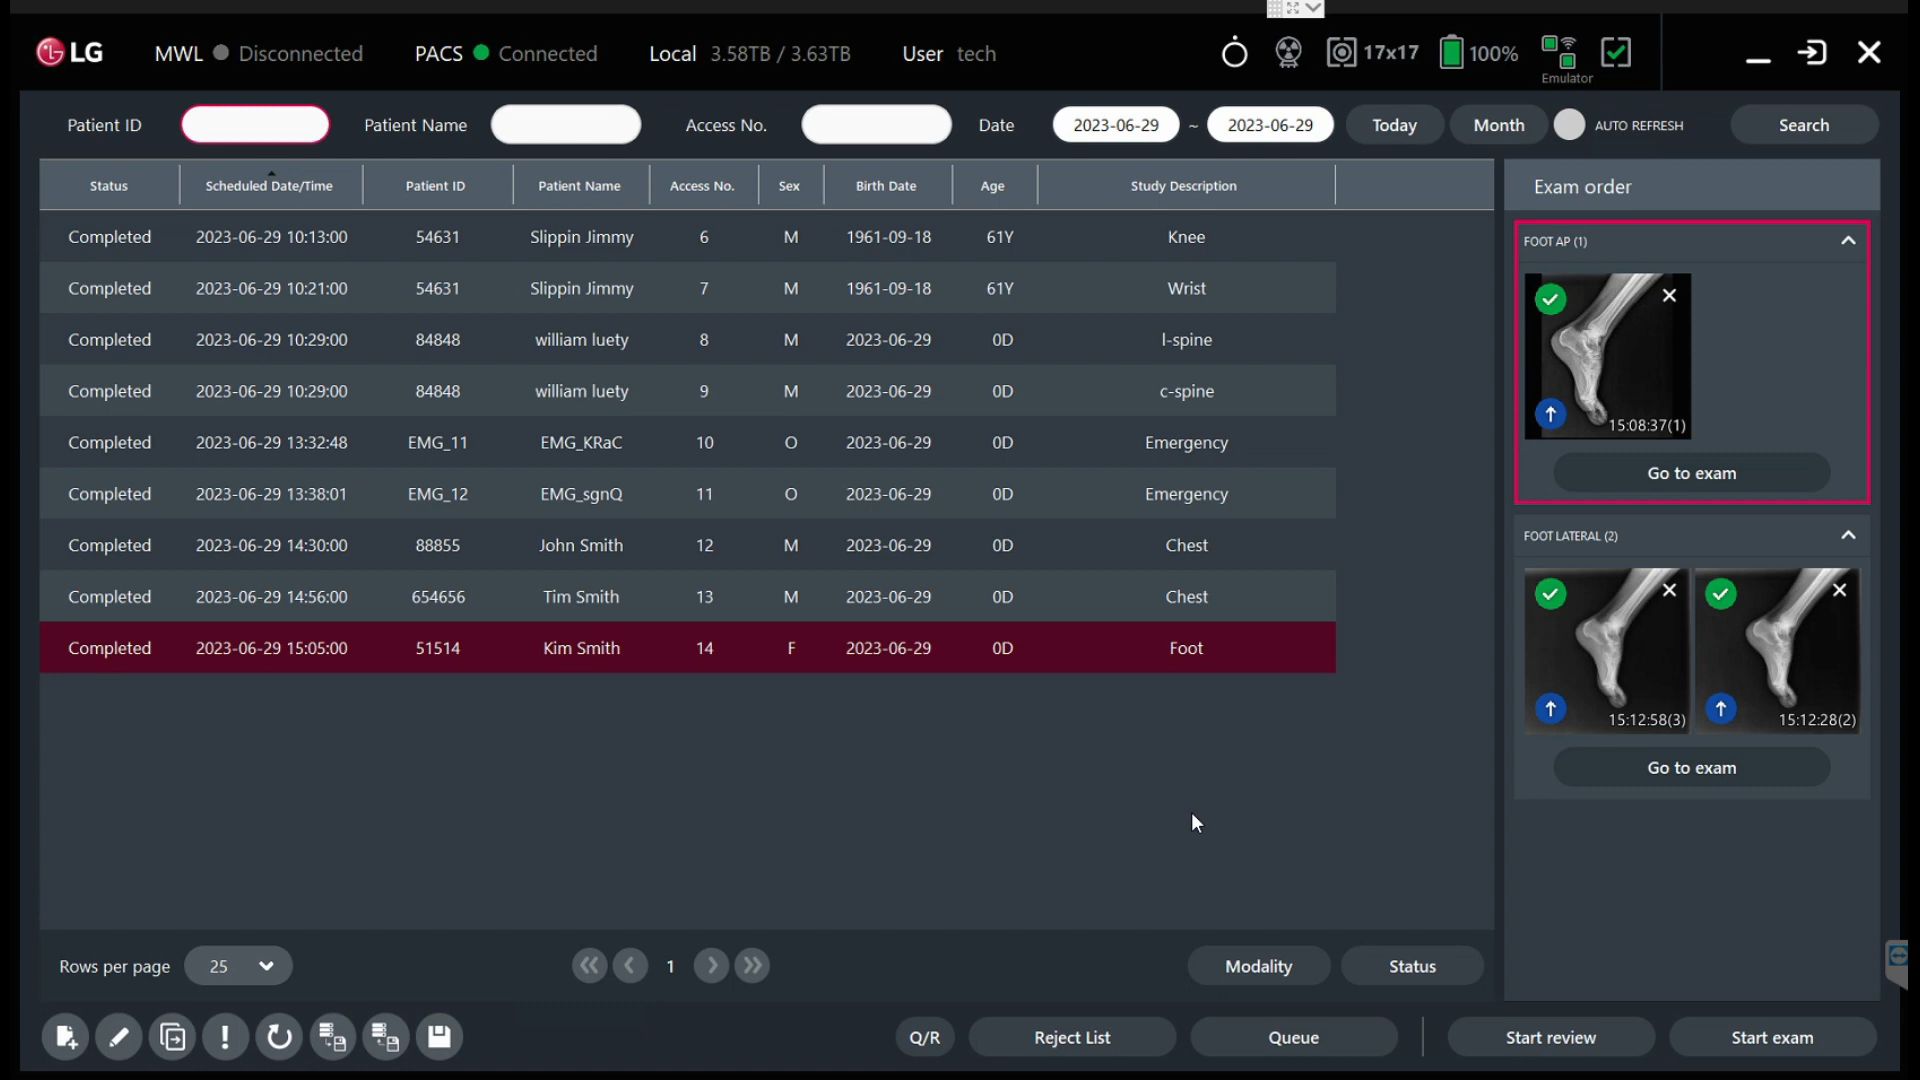 LG MWL Disconnected PACS Connected Local 3.58TB / 3.63TB User tech 17x17 100% Emulator
Patient ID Patient Name Access No. Date 2023-06-29 ~ 2023-06-29 Today Month AUTO REFRESH Search
Status Scheduled Date/Time Patient ID Patient Name Access No. Sex Birth Date Age Study Description
Completed 2023-06-29 10:13:00 54631 Slippin Jimmy 6 M 1961-09-18 61Y Knee
Completed 2023-06-29 10:21:00 54631 Slippin Jimmy 7 M 1961-09-18 61Y Wrist
Completed 2023-06-29 10:29:00 84848 william luety 8 M 2023-06-29 0D l-spine
Completed 2023-06-29 10:29:00 84848 william luety 9 M 2023-06-29 0D c-spine
Completed 2023-06-29 13:32:48 EMG_11 EMG_KRaC 10 O 2023-06-29 0D Emergency
Completed 2023-06-29 13:38:01 EMG_12 EMG_sgnQ 11 O 2023-06-29 0D Emergency
Completed 2023-06-29 14:30:00 88855 John Smith 12 M 2023-06-29 0D Chest
Completed 2023-06-29 14:56:00 654656 Tim Smith 13 M 2023-06-29 0D Chest
Completed 2023-06-29 15:05:00 51514 Kim Smith 14 F 2023-06-29 0D Foot
Exam order
FOOT AP (1)
15:08:37(1)
Go to exam
FOOT LATERAL (2)
15:12:58(3) 15:12:28(2)
Go to exam
Rows per page 25 1 Modality Status
Q/R Reject List Queue Start review Start exam